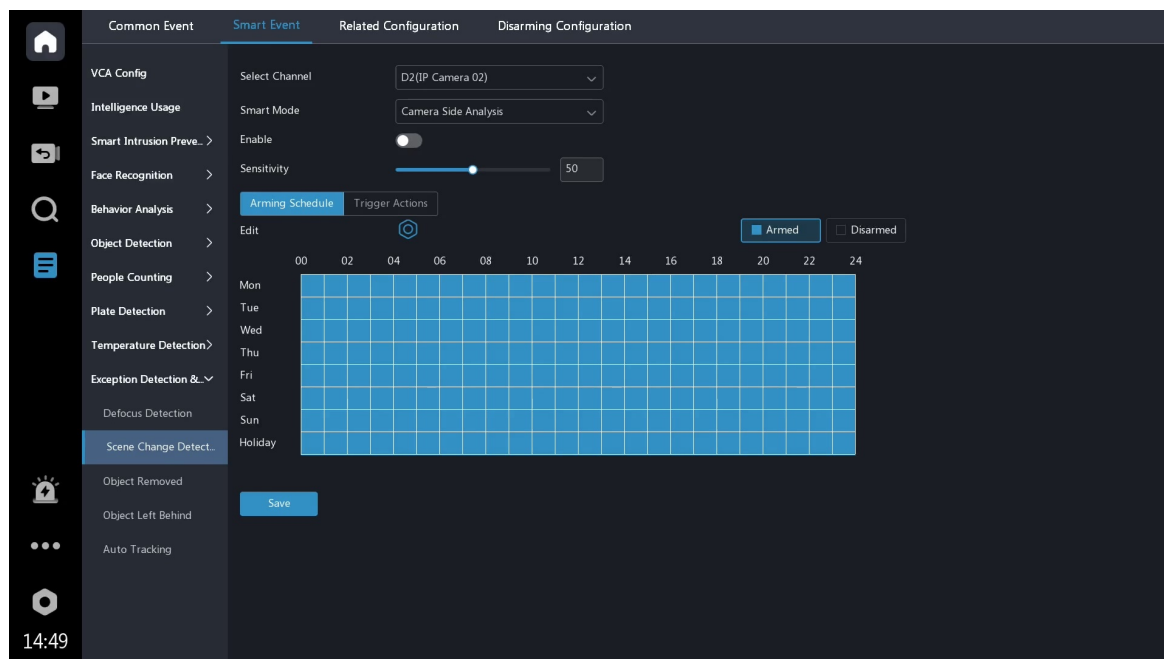 Common Event Smart Event Related Configuration Disarming Configuration
VCA Config
Intelligence Usage
Smart Intrusion Preve...
Face Recognition
Behavior Analysis
Object Detection
People Counting
Plate Detection
Temperature Detection
Exception Detection &...
Defocus Detection
Scene Change Detect...
Object Removed
Object Left Behind
Auto Tracking
14:49
Select Channel D2(IP Camera 02)
Smart Mode Camera Side Analysis
Enable
Sensitivity 50
Arming Schedule Trigger Actions
Edit Armed Disarmed
00 02 04 06 08 10 12 14 16 18 20 22 24
Mon
Tue
Wed
Thu
Fri
Sat
Sun
Holiday
Save